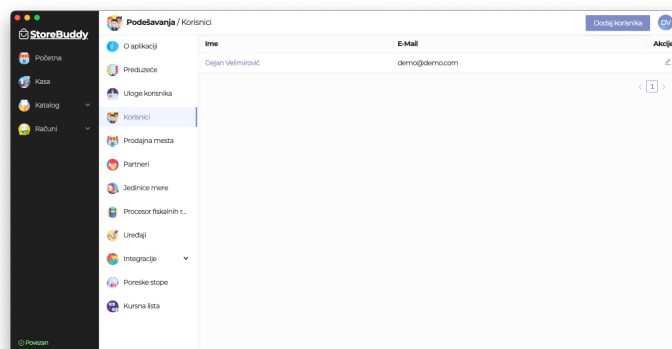 StoreBuddy
Početna
Kasa
Katalog
Računi
Povezan
Podešavanja / Korisnici
Dodaj korisnika
DV
O aplikaciji
Preduzeće
Uloge korisnika
Korisnici
Prodajna mesta
Partneri
Jedinice mere
Procesor fiskalnih r...
Uređaji
Integracije
Poreske stope
Kursna lista
Ime E-Mail Akcije
Dejan Velimirović demo@demo.com
1